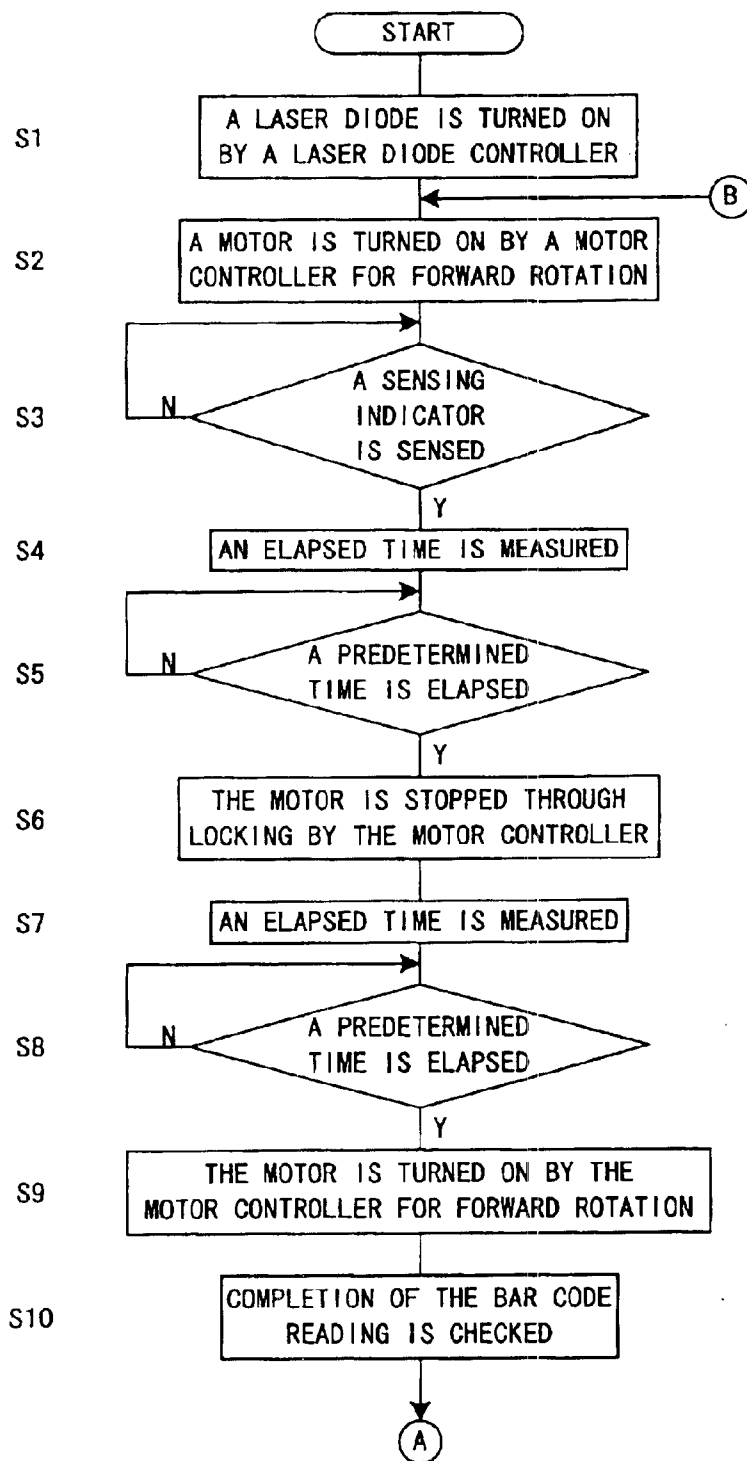 START
S1
A LASER DIODE IS TURNED ON
BY A LASER DIODE CONTROLLER
B
S2
A MOTOR IS TURNED ON BY A MOTOR
CONTROLLER FOR FORWARD ROTATION
S3
A SENSING
INDICATOR
IS SENSED
N
Y
S4
AN ELAPSED TIME IS MEASURED
S5
A PREDETERMINED
TIME IS ELAPSED
N
Y
S6
THE MOTOR IS STOPPED THROUGH
LOCKING BY THE MOTOR CONTROLLER
S7
AN ELAPSED TIME IS MEASURED
S8
A PREDETERMINED
TIME IS ELAPSED
N
Y
S9
THE MOTOR IS TURNED ON BY THE
MOTOR CONTROLLER FOR FORWARD ROTATION
S10
COMPLETION OF THE BAR CODE
READING IS CHECKED
A